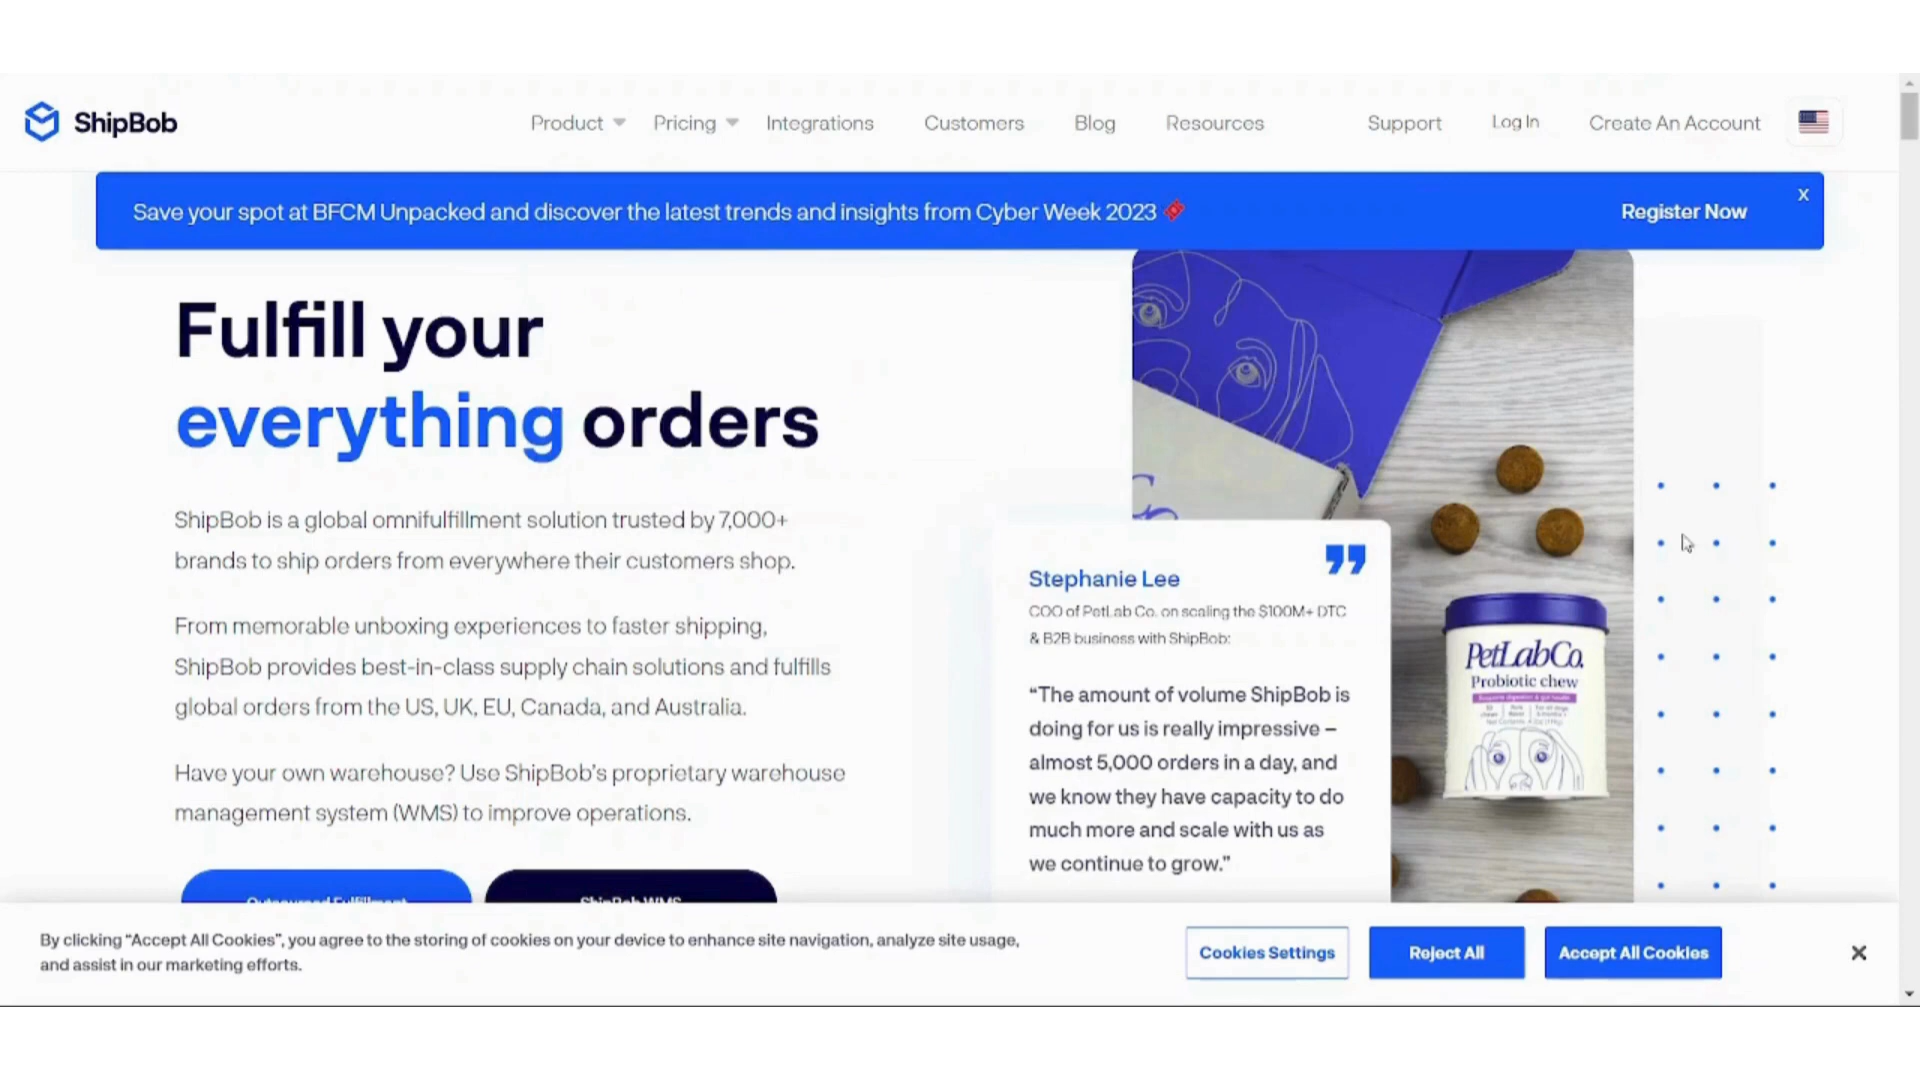 ShipBob
Product
Pricing
Integrations
Customers
Blog
Resources
Support
Log In
Create An Account
Save your spot at BFCM Unpacked and discover the latest trends and insights from Cyber Week 2023
Register Now
X
Fulfill your
everything orders
ShipBob is a global omnifulfillment solution trusted by 7,000+
brands to ship orders from everywhere their customers shop.
From memorable unboxing experiences to faster shipping,
ShipBob provides best-in-class supply chain solutions and fulfills
global orders from the US, UK, EU, Canada, and Australia.
Have your own warehouse? Use ShipBob's proprietary warehouse
management system (WMS) to improve operations.
Outsourced Fulfillment
ShipBob WMS
Stephanie Lee
COO of PetLab Co. on scaling the $100M+ DTC
& B2B business with ShipBob:
“The amount of volume ShipBob is
doing for us is really impressive –
almost 5,000 orders in a day, and
we know they have capacity to do
much more and scale with us as
we continue to grow.”
PetLabCo.
Probiotic chew
By clicking “Accept All Cookies”, you agree to the storing of cookies on your device to enhance site navigation, analyze site usage,
and assist in our marketing efforts.
Cookies Settings
Reject All
Accept All Cookies